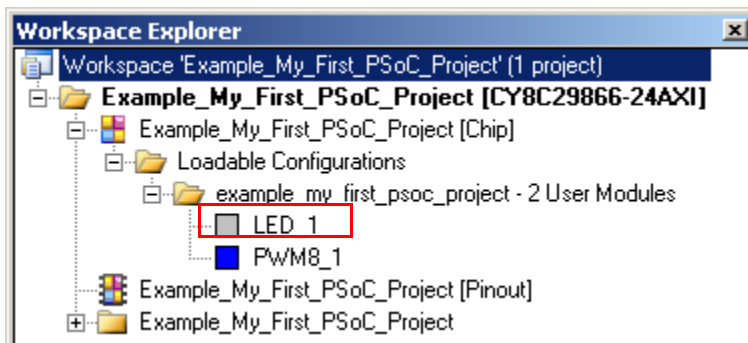 Workspace Explorer
Workspace 'Example_My_First_PSoC_Project' (1 project)
Example_My_First_PSoC_Project [CY8C29866-24AXI]
Example_My_First_PSoC_Project [Chip]
Loadable Configurations
example_my_first_psoc_project - 2 User Modules
LED_1
PWM8_1
Example_My_First_PSoC_Project [Pinout]
Example_My_First_PSoC_Project